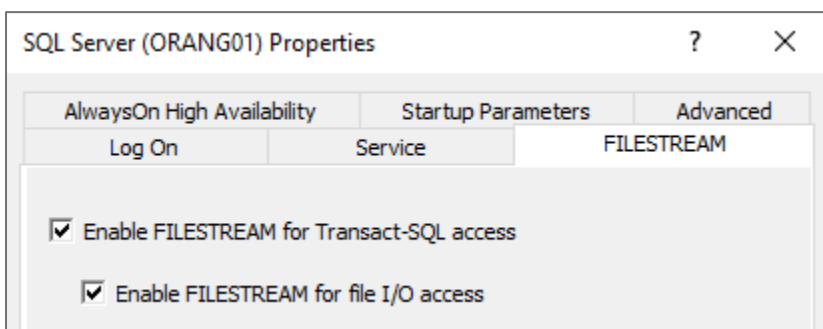 SQL Server (ORANG01) Properties ? ×
AlwaysOn High Availability Startup Parameters Advanced
Log On Service FILESTREAM
Enable FILESTREAM for Transact-SQL access
Enable FILESTREAM for file I/O access